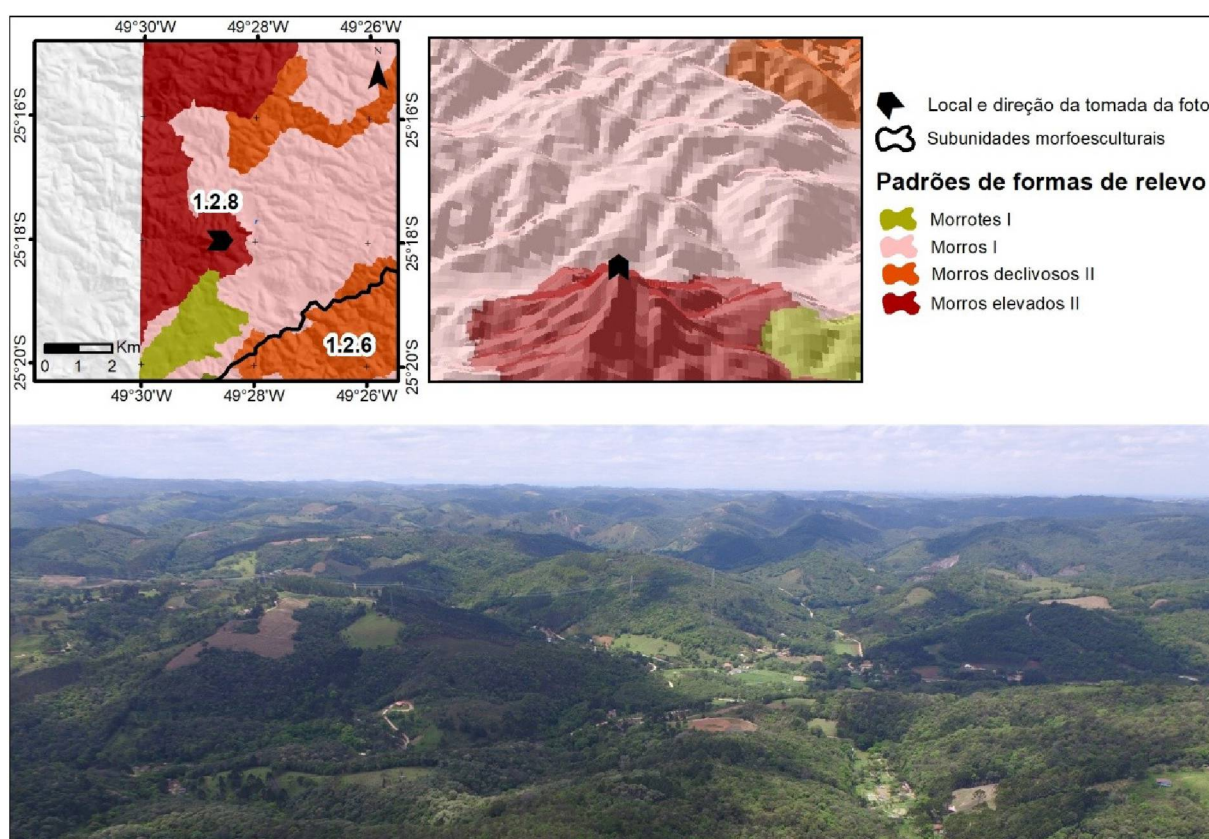 49°30'W 49°28'W 49°26'W
N
25°16'S 25°16'S
1.2.8
25°18'S 25°18'S
1.2.6
Km
0 1 2
25°20'S 25°20'S
49°30'W 49°28'W 49°26'W
Local e direção da tomada da foto
Subunidades morfoesculturais
Padrões de formas de relevo
Morrotes I
Morros I
Morros declivosos II
Morros elevados II